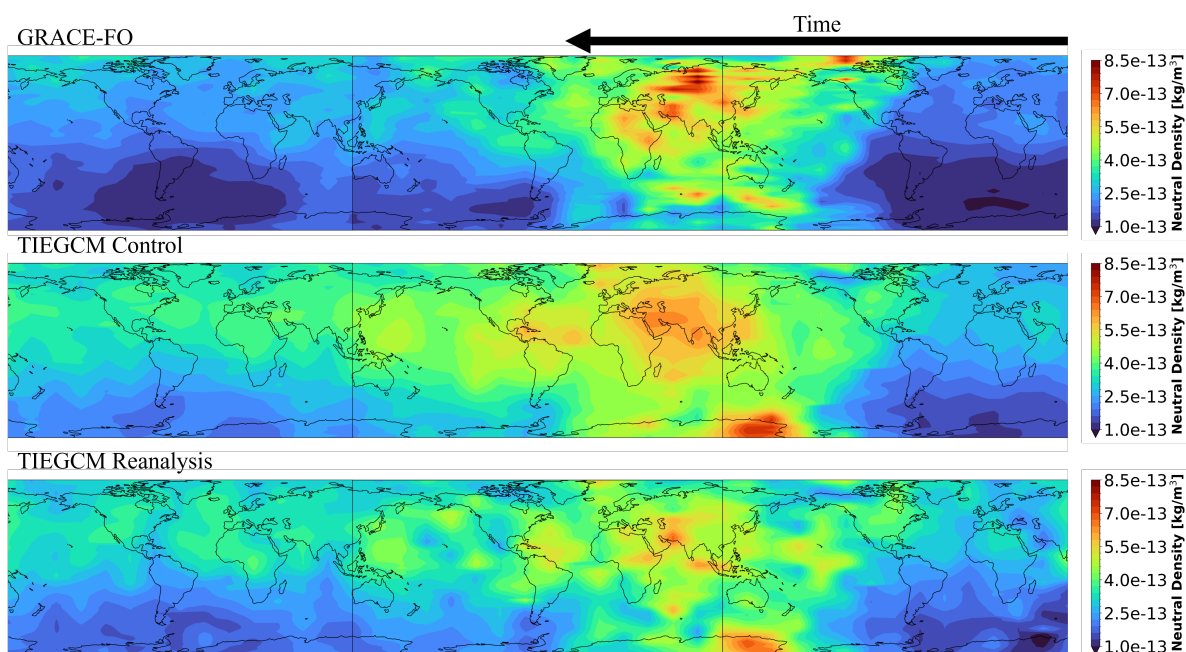 Time
GRACE-FO
8.5e-13
7.0e-13
5.5e-13
4.0e-13
2.5e-13
1.0e-13
Neutral Density [kg/m³]
TIEGCM Control
8.5e-13
7.0e-13
5.5e-13
4.0e-13
2.5e-13
1.0e-13
Neutral Density [kg/m³]
TIEGCM Reanalysis
8.5e-13
7.0e-13
5.5e-13
4.0e-13
2.5e-13
1.0e-13
Neutral Density [kg/m³]